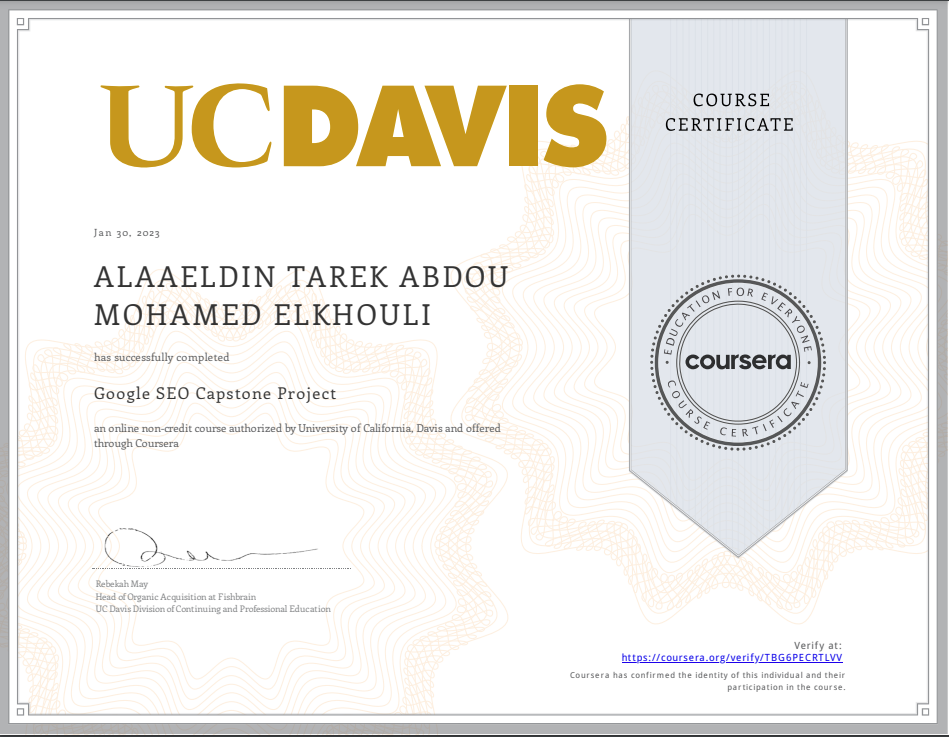 UCDAVIS
COURSE
CERTIFICATE
Jan 30, 2023
ALAAELDIN TAREK ABDOU
MOHAMED ELKHOULI
has successfully completed
Google SEO Capstone Project
an online non-credit course authorized by University of California, Davis and offered
through Coursera
EDUCATION FOR EVERYONE
coursera
COURSE CERTIFICATE
Rebekah May
Head of Organic Acquisition at Fishbrain
UC Davis Division of Continuing and Professional Education
Verify at:
https://coursera.org/verify/TBG6PECRTLVV
Coursera has confirmed the identity of this individual and their
participation in the course.